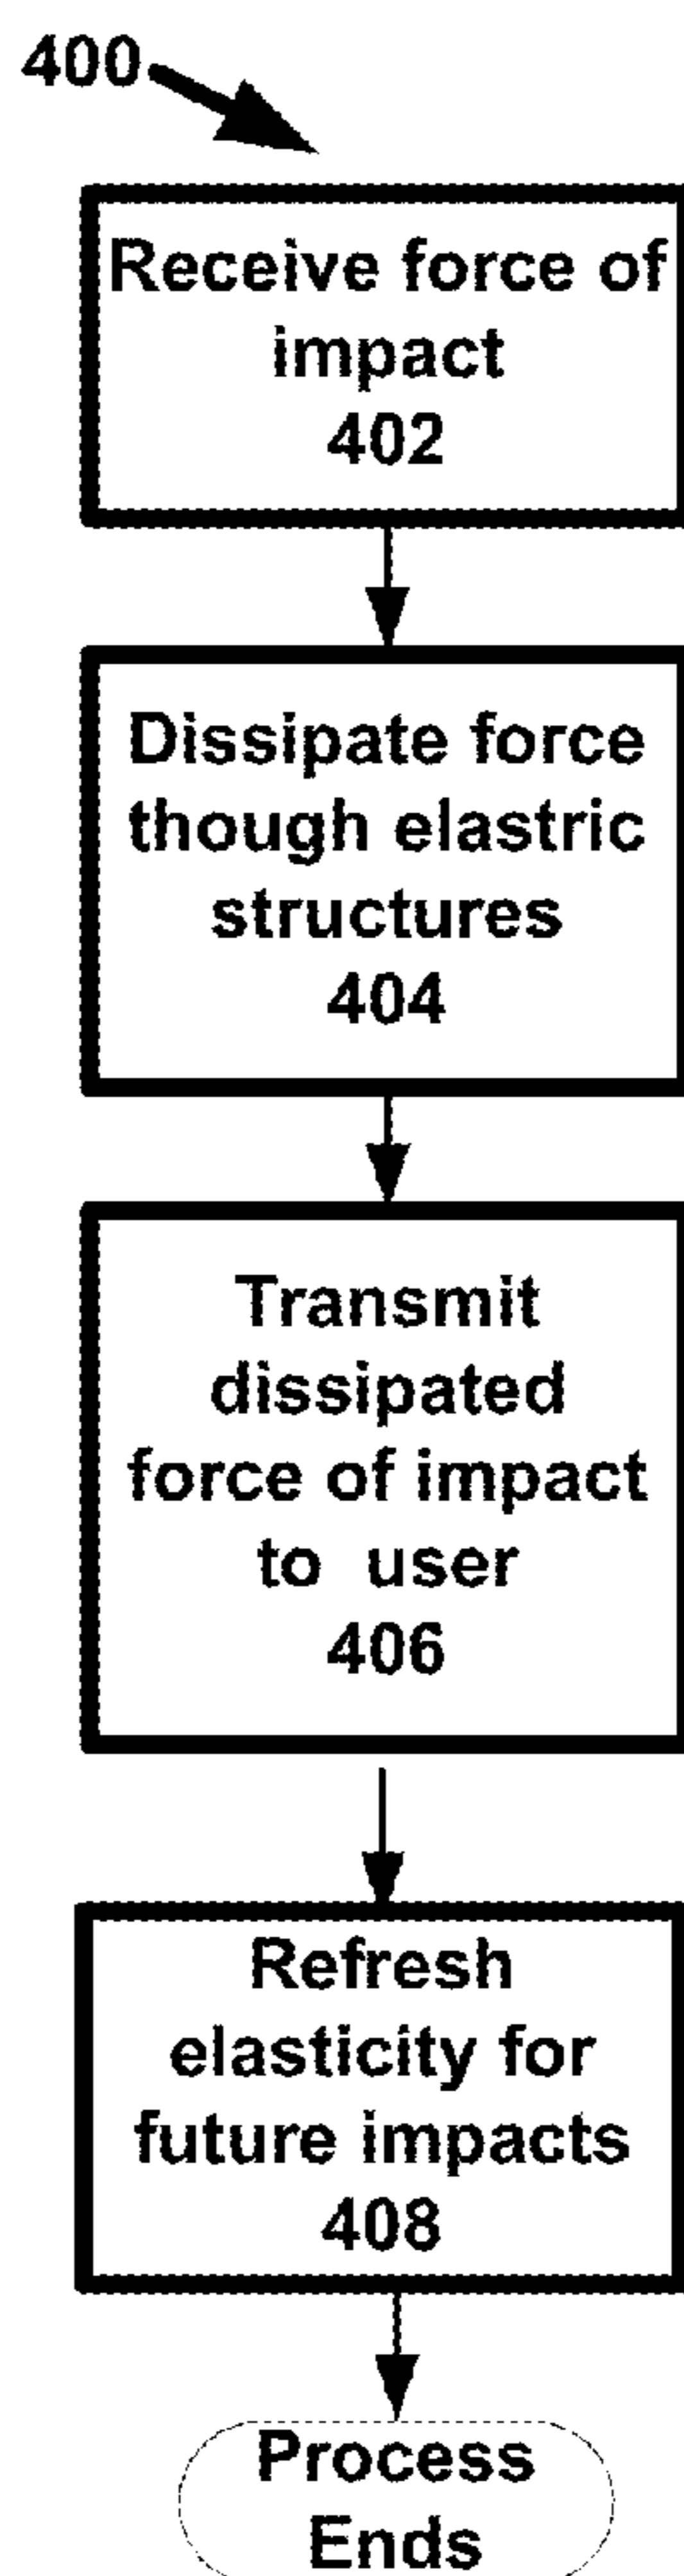 400
Receive force of
impact
402
Dissipate force
though elastric
structures
404
Transmit
dissipated
force of impact
to user
406
Refresh
elasticity for
future impacts
408
Process
Ends